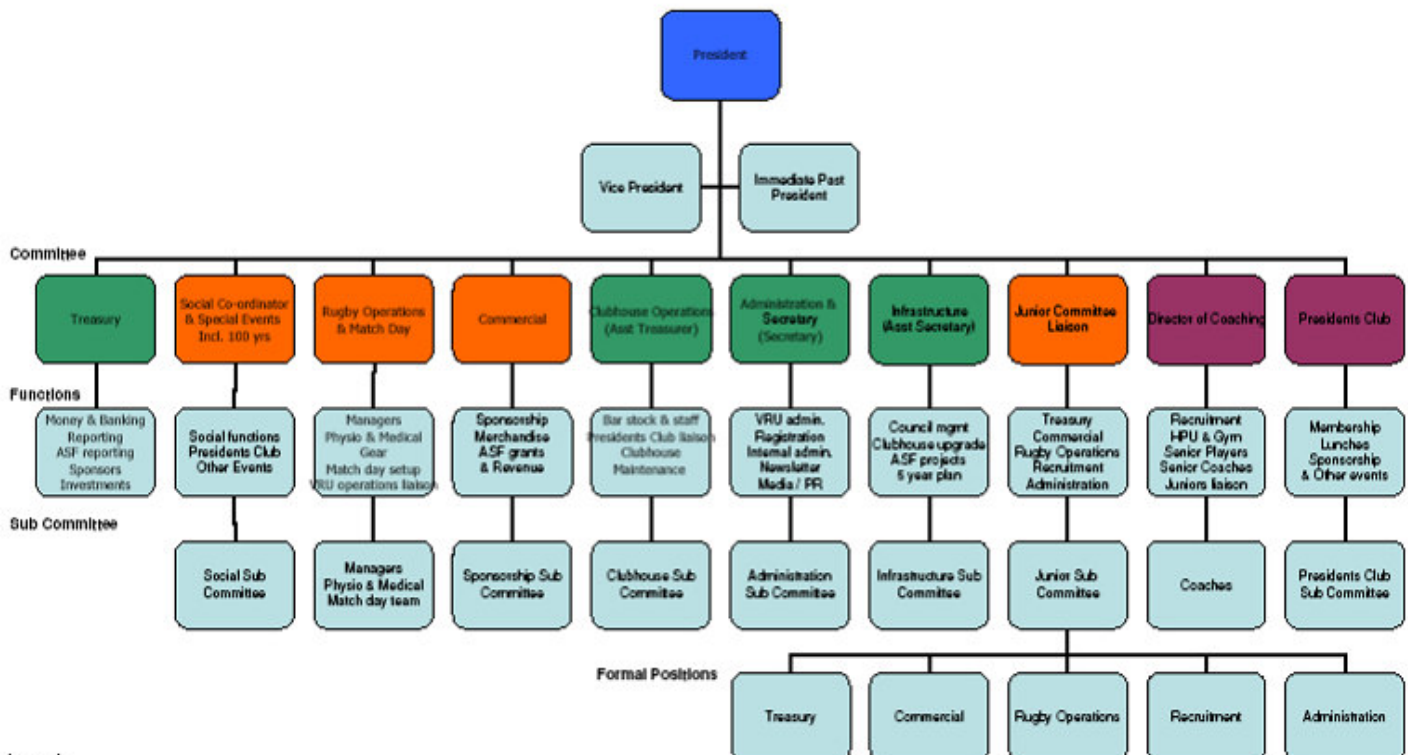 President
Vice President
Immediate Past
President
Committee
Treasury
Social Co-ordinator
& Special Events
Incl. 100 yrs
Rugby Operations
& Match Day
Commercial
Clubhouse Operations
(Asst Treasurer)
Administration &
Secretary
(Secretary)
Infrastructure
(Asst Secretary)
Junior Committee
Liaison
Director of Coaching
Presidents Club
Functions
Money & Banking
Reporting
ASF reporting
Sponsors
Investments
Social functions
Presidents Club
Other Events
Managers
Physio & Medical
Gear
Match day setup
VRU operations liaison
Sponsorship
Merchandise
ASF grants
& Revenue
Bar stock & staff
Presidents Club liaison
Clubhouse
Maintenance
VRU admin.
Registration
Internal admin.
Newsletter
Media / PR
Council mgmt
Clubhouse upgrade
ASF projects
5 year plan
Treasury
Commercial
Rugby Operations
Recruitment
Administration
Recruitment
HPU & Gym
Senior Players
Senior Coaches
Juniors liaison
Membership
Lunches
Sponsorship
& Other events
Sub Committee
Social Sub
Committee
Managers
Physio & Medical
Match day team
Sponsorship Sub
Committee
Clubhouse Sub
Committee
Administration
Sub Committee
Infrastructure Sub
Committee
Junior Sub
Committee
Coaches
Presidents Club
Sub Committee
Formal Positions
Treasury
Commercial
Rugby Operations
Recruitment
Administration